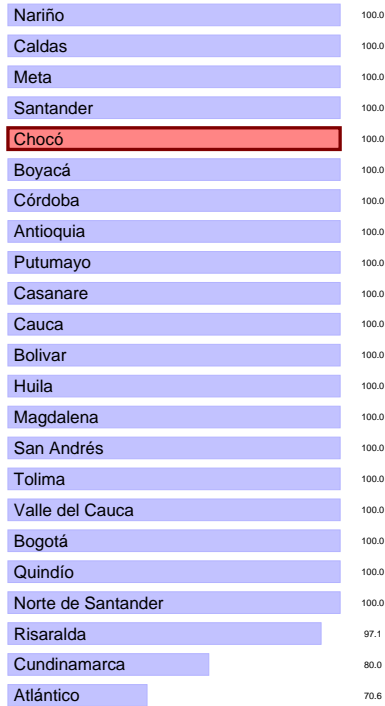 Nariño 100.0
Caldas 100.0
Meta 100.0
Santander 100.0
Chocó 100.0
Boyacá 100.0
Córdoba 100.0
Antioquia 100.0
Putumayo 100.0
Casanare 100.0
Cauca 100.0
Bolivar 100.0
Huila 100.0
Magdalena 100.0
San Andrés 100.0
Tolima 100.0
Valle del Cauca 100.0
Bogotá 100.0
Quindío 100.0
Norte de Santander 100.0
Risaralda 97.1
Cundinamarca 80.0
Atlántico 70.6